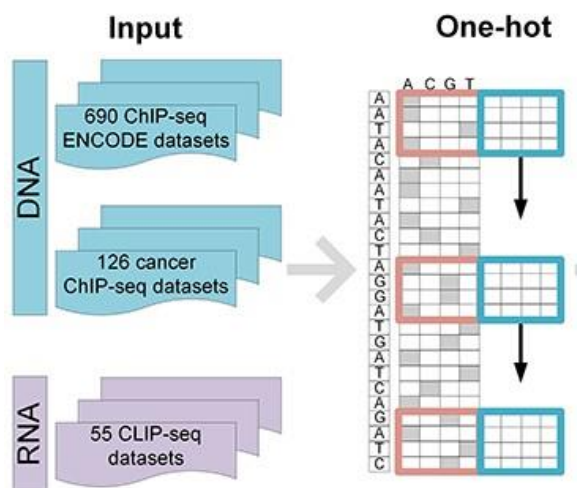 Input
One-hot
DNA
690 ChIP-seq
ENCODE datasets
126 cancer
ChIP-seq datasets
RNA
55 CLIP-seq
datasets
A C G T
A
A
T
A
C
A
A
T
A
C
T
A
G
G
A
T
G
A
T
C
A
G
A
T
C